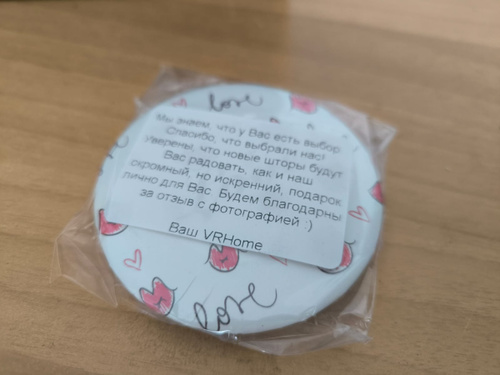 love
Мы знаем, что у Вас есть выбор.
Спасибо, что выбрали нас!
Уверены, что новые шторы будут
Вас радовать, как и наш
скромный, но искренний, подарок
лично для Вас. Будем благодарны
за отзыв с фотографией :)
Ваш VRHome
love